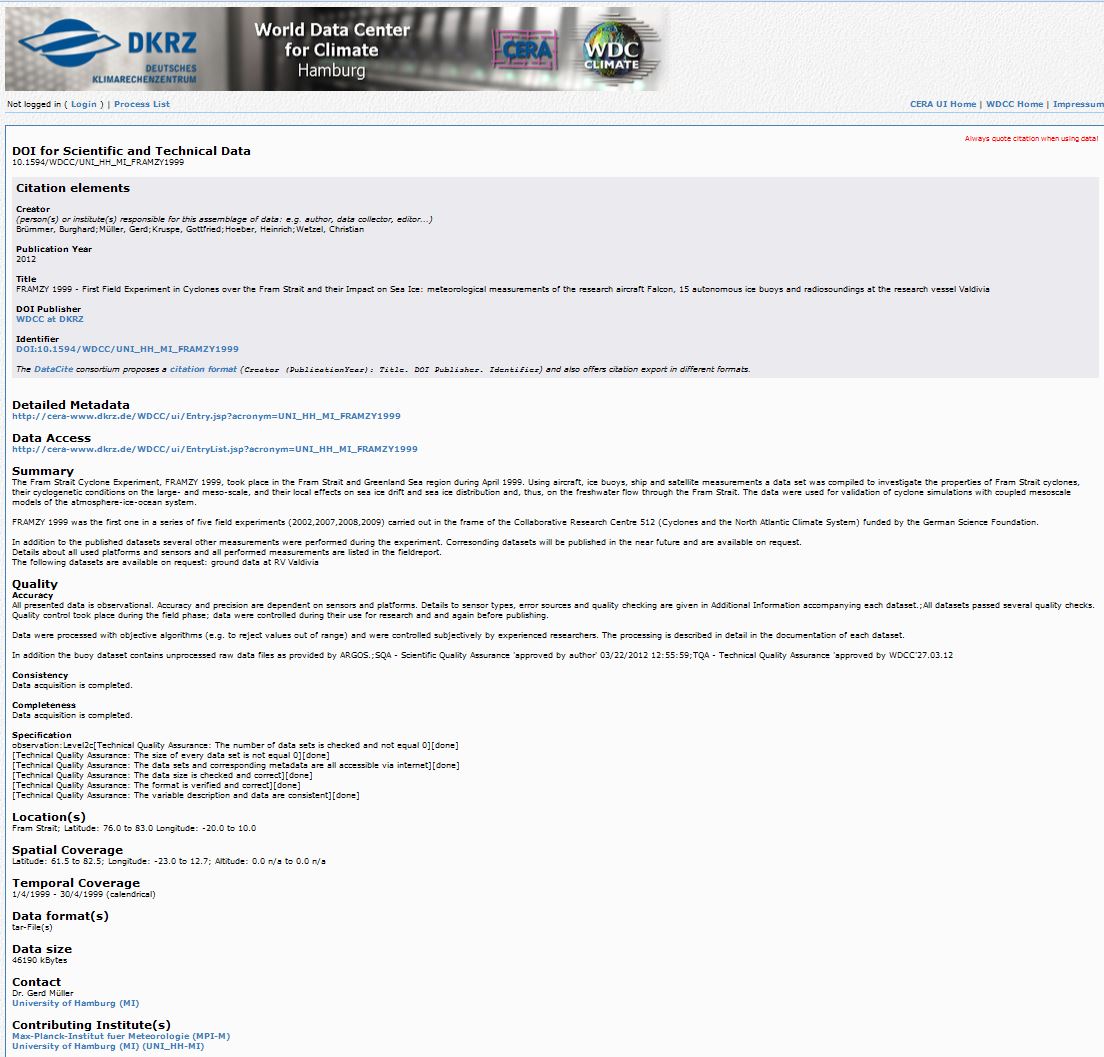 DKRZ
DEUTSCHES
KLIMARECHENZENTRUM
World Data Center
for Climate
Hamburg
CERA
WDC
CLIMATE
Not logged in ( Login ) | Process List
CERA UI Home | WDCC Home | Impressum
Always quote citation when using data!
DOI for Scientific and Technical Data
10.1594/WDCC/UNI_HH_MI_FRAMZY1999
Citation elements
Creator
(person(s) or institute(s) responsible for this assemblage of data: e.g. author, data collector, editor...)
Brümmer, Burghard;Müller, Gerd;Kruspe, Gottfried;Hoeber, Heinrich;Wetzel, Christian
Publication Year
2012
Title
FRAMZY 1999 - First Field Experiment in Cyclones over the Fram Strait and their Impact on Sea Ice: meteorological measurements of the research aircraft Falcon, 15 autonomous ice buoys and radiosoundings at the research vessel Valdivia
DOI Publisher
WDCC at DKRZ
Identifier
DOI:10.1594/WDCC/UNI_HH_MI_FRAMZY1999
The DataCite consortium proposes a citation format (Creator (PublicationYear): Title. DOI Publisher. Identifier) and also offers citation export in different formats.
Detailed Metadata
http://cera-www.dkrz.de/WDCC/ui/Entry.jsp?acronym=UNI_HH_MI_FRAMZY1999
Data Access
http://cera-www.dkrz.de/WDCC/ui/EntryList.jsp?acronym=UNI_HH_MI_FRAMZY1999
Summary
The Fram Strait Cyclone Experiment, FRAMZY 1999, took place in the Fram Strait and Greenland Sea region during April 1999. Using aircraft, ice buoys, ship and satellite measurements a data set was compiled to investigate the properties of Fram Strait cyclones,
their cyclogenetic conditions on the large- and meso-scale, and their local effects on sea ice drift and sea ice distribution and, thus, on the freshwater flow through the Fram Strait. The data were used for validation of cyclone simulations with coupled mesoscale
models of the atmosphere-ice-ocean system.
FRAMZY 1999 was the first one in a series of five field experiments (2002,2007,2008,2009) carried out in the frame of the Collaborative Research Centre 512 (Cyclones and the North Atlantic Climate System) funded by the German Science Foundation.
In addition to the published datasets several other measurements were performed during the experiment. Corresonding datasets will be published in the near future and are available on request.
Details about all used platforms and sensors and all performed measurements are listed in the fieldreport.
The following datasets are available on request: ground data at RV Valdivia
Quality
Accuracy
All presented data is observational. Accuracy and precision are dependent on sensors and platforms. Details to sensor types, error sources and quality checking are given in Additional Information accompanying each dataset.;All datasets passed several quality checks.
Quality control took place during the field phase; data were controlled during their use for research and and again before publishing.
Data were processed with objective algorithms (e.g. to reject values out of range) and were controlled subjectively by experienced researchers. The processing is described in detail in the documentation of each dataset.
In addition the buoy dataset contains unprocessed raw data files as provided by ARGOS.;SQA - Scientific Quality Assurance 'approved by author' 03/22/2012 12:55:59;TQA - Technical Quality Assurance 'approved by WDCC'27.03.12
Consistency
Data acquisition is completed.
Completeness
Data acquisition is completed.
Specification
observation:Level2c[Technical Quality Assurance: The number of data sets is checked and not equal 0][done]
[Technical Quality Assurance: The size of every data set is not equal 0][done]
[Technical Quality Assurance: The data sets and corresponding metadata are all accessible via internet][done]
[Technical Quality Assurance: The data size is checked and correct][done]
[Technical Quality Assurance: The format is verified and correct][done]
[Technical Quality Assurance: The variable description and data are consistent][done]
Location(s)
Fram Strait; Latitude: 76.0 to 83.0 Longitude: -20.0 to 10.0
Spatial Coverage
Latitude: 61.5 to 82.5; Longitude: -23.0 to 12.7; Altitude: 0.0 n/a to 0.0 n/a
Temporal Coverage
1/4/1999 - 30/4/1999 (calendrical)
Data format(s)
tar-File(s)
Data size
46190 kBytes
Contact
Dr. Gerd Müller
University of Hamburg (MI)
Contributing Institute(s)
Max-Planck-Institut fuer Meteorologie (MPI-M)
University of Hamburg (MI) (UNI_HH-MI)